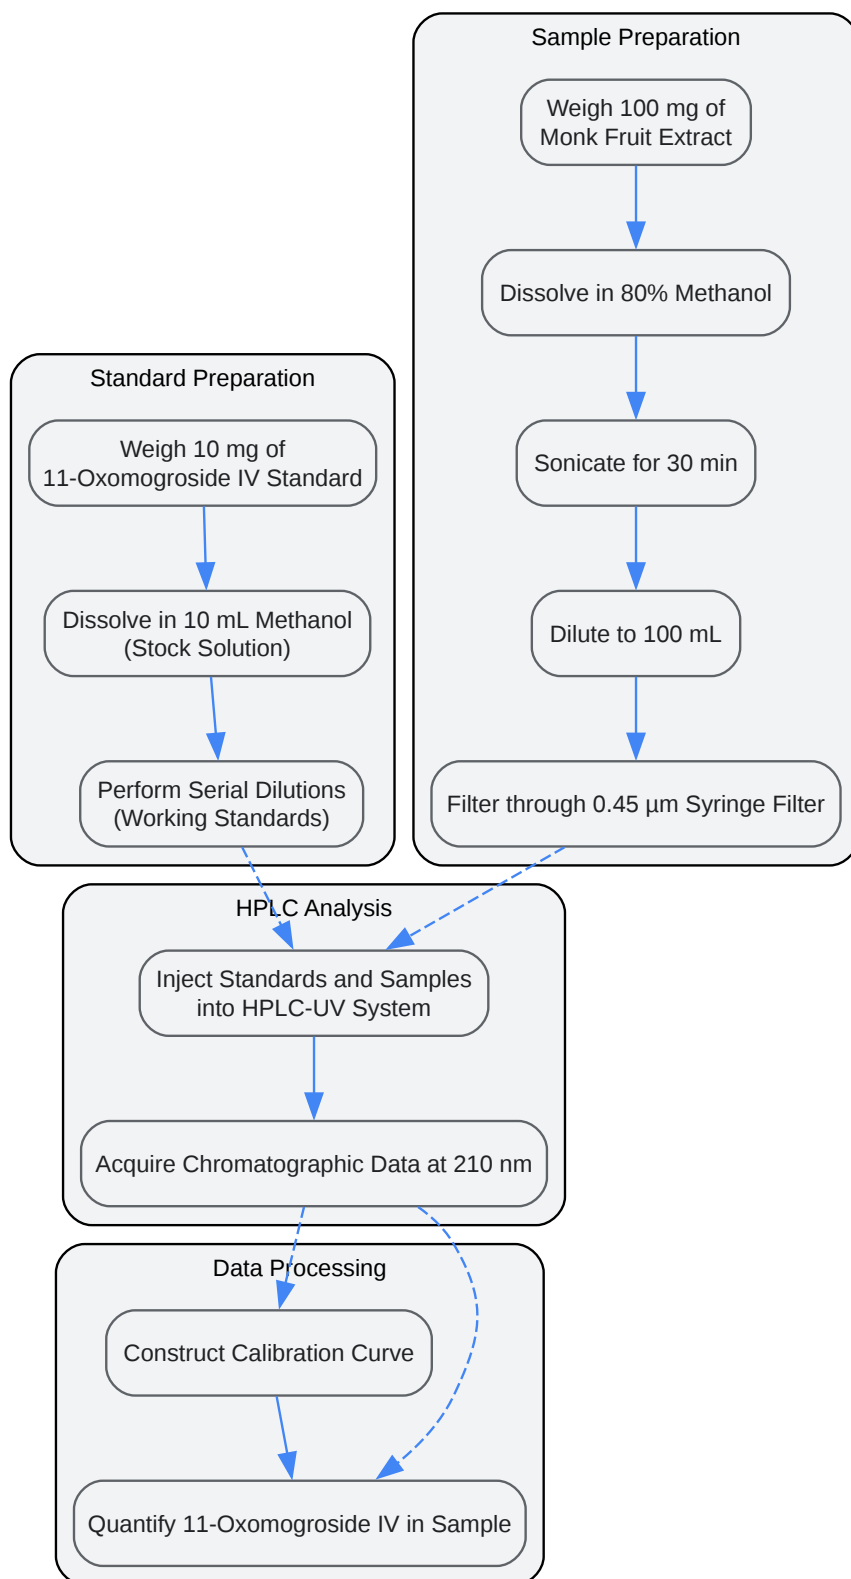 Sample Preparation
Weigh 100 mg of
Monk Fruit Extract
Dissolve in 80% Methanol
Sonicate for 30 min
Dilute to 100 mL
Filter through 0.45 µm Syringe Filter
Standard Preparation
Weigh 10 mg of
11-Oxomogroside IV Standard
Dissolve in 10 mL Methanol
(Stock Solution)
Perform Serial Dilutions
(Working Standards)
HPLC Analysis
Inject Standards and Samples
into HPLC-UV System
Acquire Chromatographic Data at 210 nm
Data Processing
Construct Calibration Curve
Quantify 11-Oxomogroside IV in Sample